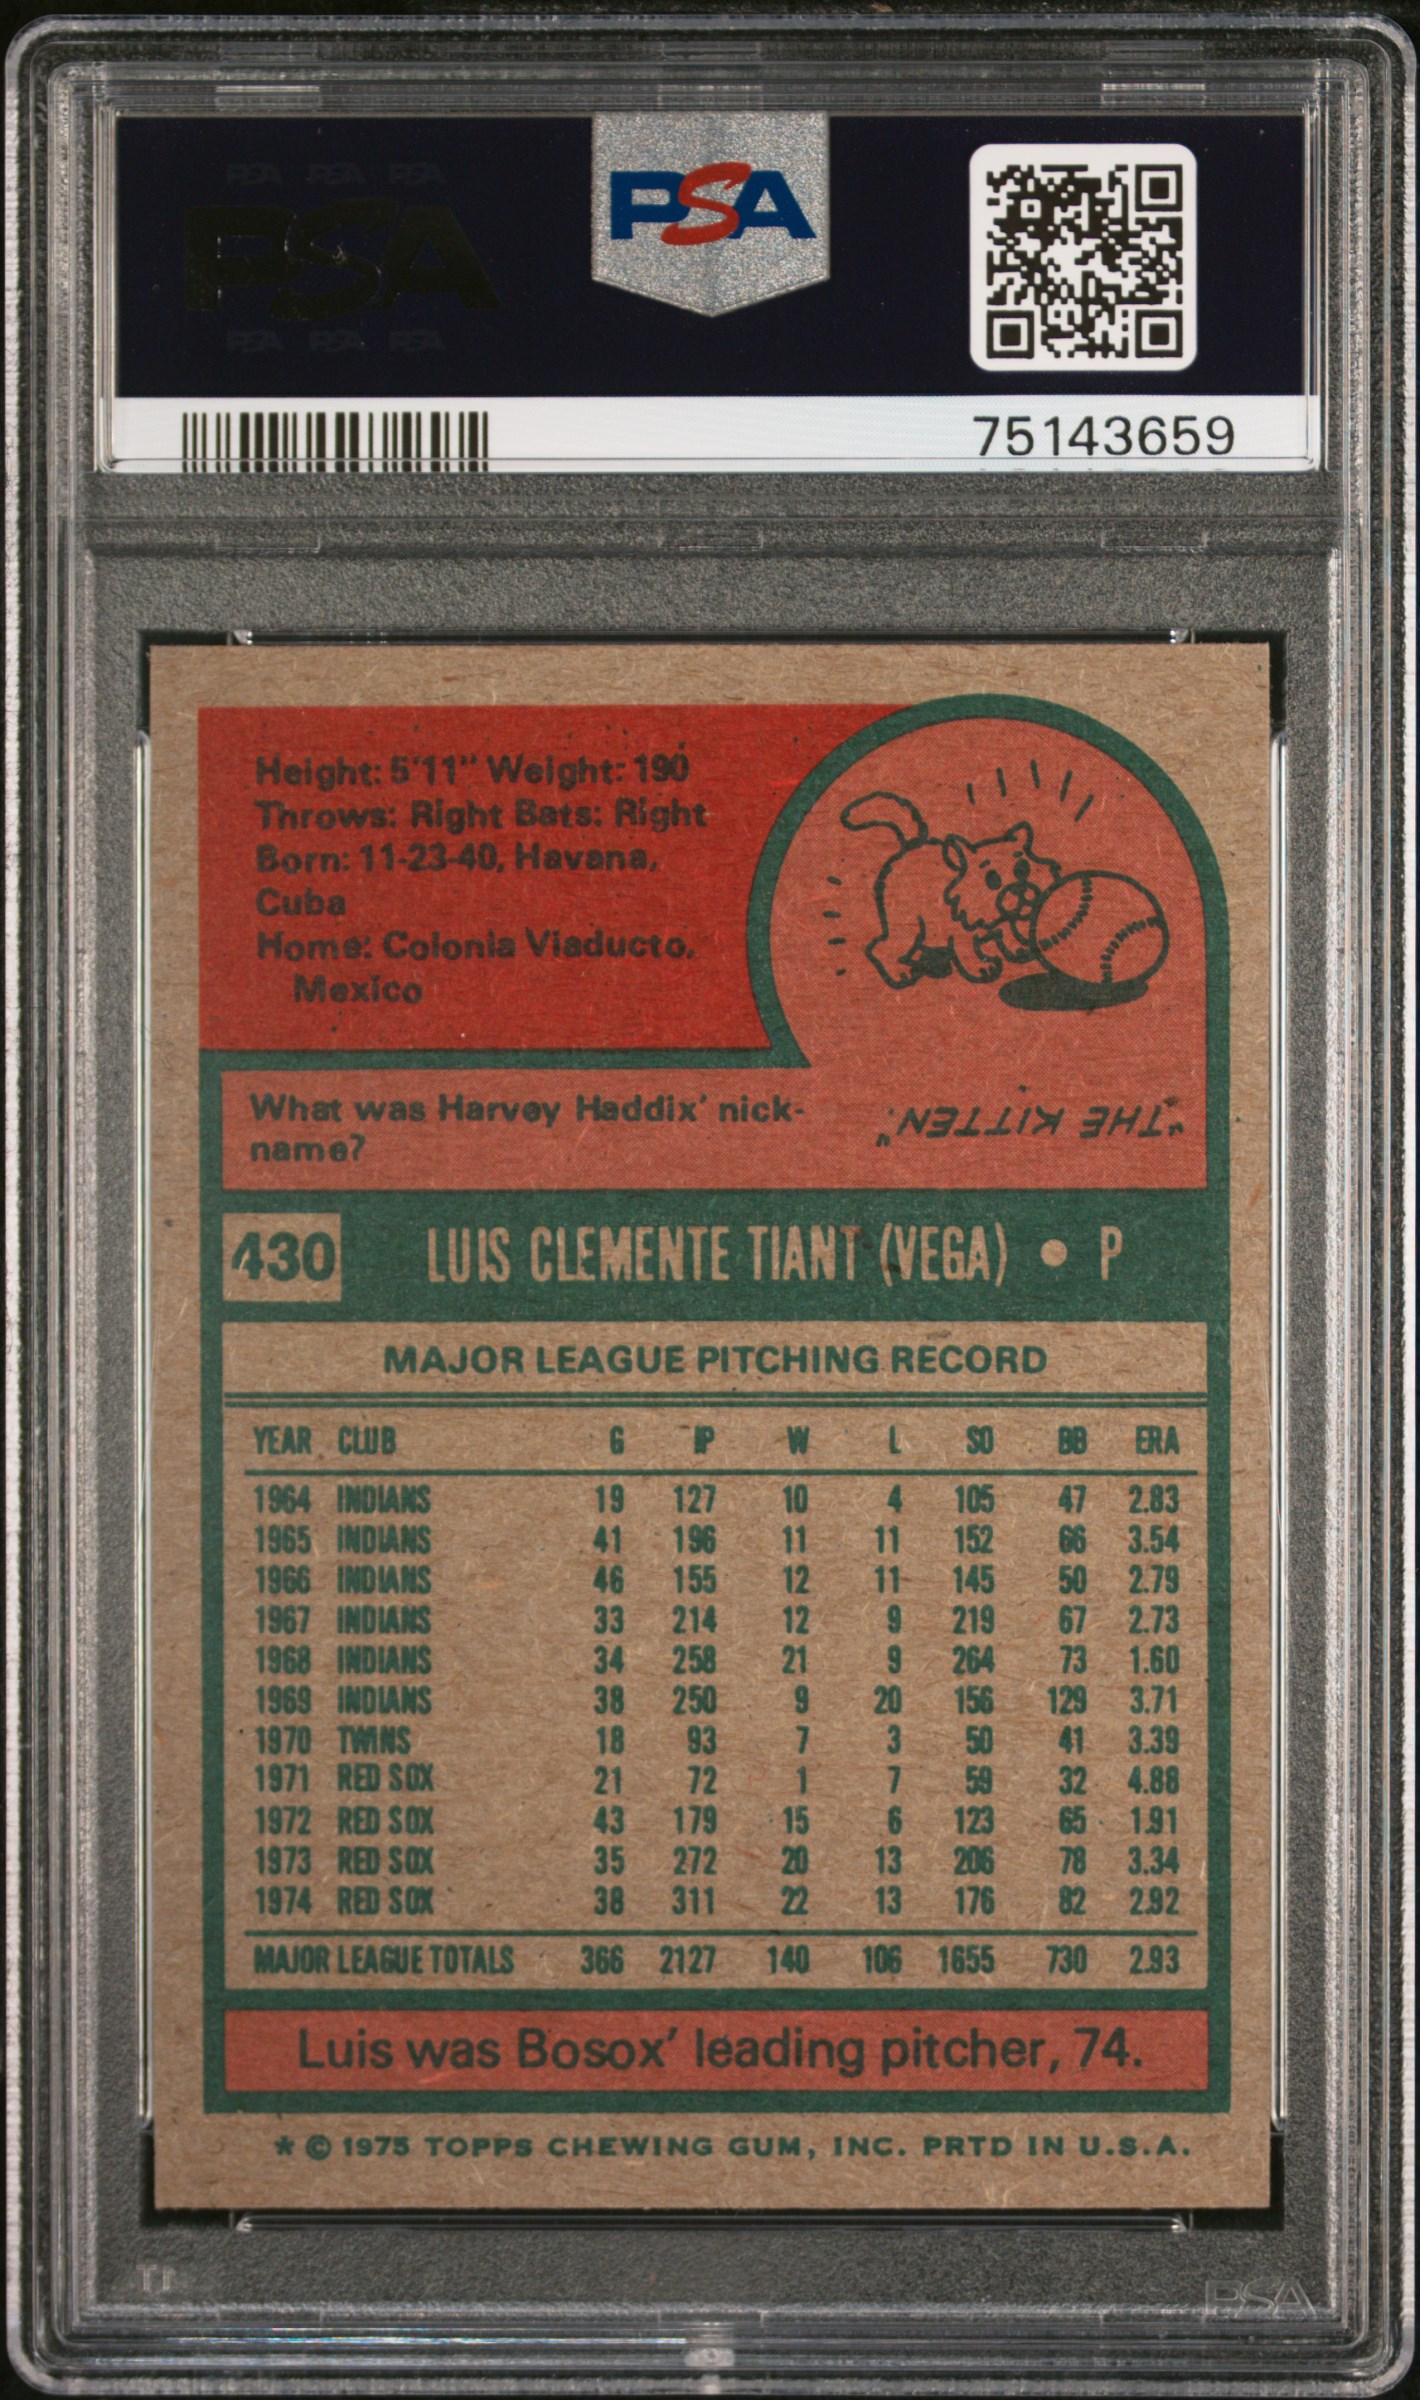 PSA PSA PSA
PSA
PSA PSA PSA
PSA
75143659
Height: 5'11" Weight: 190
Throws: Right Bats: Right
Born: 11-23-40, Havana,
Cuba
Home: Colonia Viaducto,
Mexico
What was Harvey Haddix' nick-
name?
"THE KITTEN."
430 LUIS CLEMENTE TIANT (VEGA) • P
MAJOR LEAGUE PITCHING RECORD
YEAR CLUB G IP W L SO BB ERA
1964 INDIANS 19 127 10 4 105 47 2.83
1965 INDIANS 41 196 11 11 152 66 3.54
1966 INDIANS 46 155 12 11 145 50 2.79
1967 INDIANS 33 214 12 9 219 67 2.73
1968 INDIANS 34 258 21 9 264 73 1.60
1969 INDIANS 38 250 9 20 156 129 3.71
1970 TWINS 18 93 7 3 50 41 3.39
1971 RED SOX 21 72 1 7 59 32 4.88
1972 RED SOX 43 179 15 6 123 65 1.91
1973 RED SOX 35 272 20 13 206 78 3.34
1974 RED SOX 38 311 22 13 176 82 2.92
MAJOR LEAGUE TOTALS 366 2127 140 106 1655 730 2.93
Luis was Bosox' leading pitcher, 74.
* © 1975 TOPPS CHEWING GUM, INC. PRTD IN U.S.A.
PSA